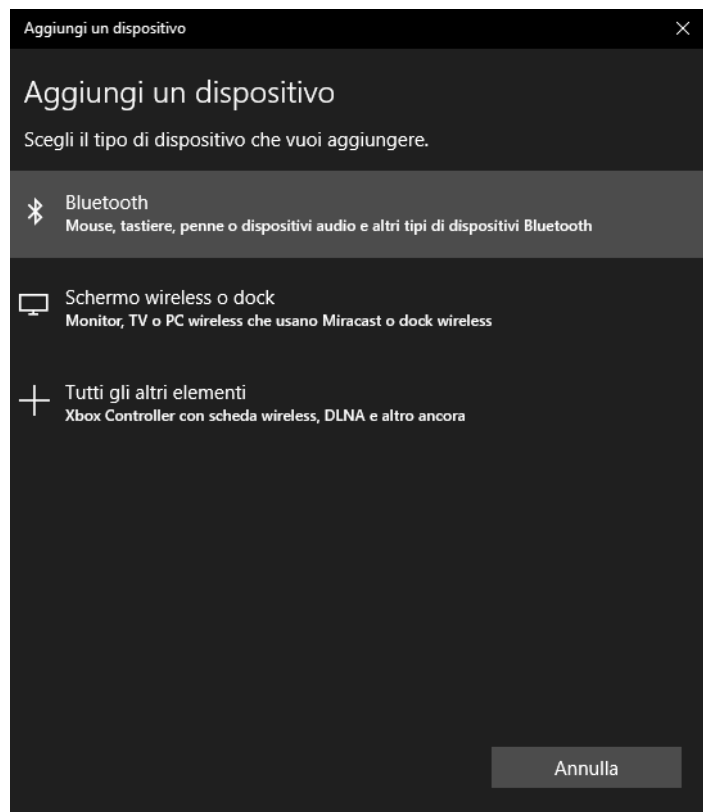 Aggiungi un dispositivo
Aggiungi un dispositivo
Scegli il tipo di dispositivo che vuoi aggiungere.
Bluetooth
Mouse, tastiere, penne o dispositivi audio e altri tipi di dispositivi Bluetooth
Schermo wireless o dock
Monitor, TV o PC wireless che usano Miracast o dock wireless
Tutti gli altri elementi
Xbox Controller con scheda wireless, DLNA e altro ancora
Annulla